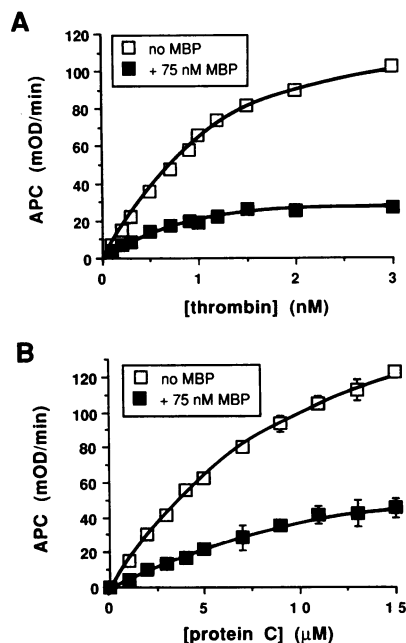 A
120
100
80
60
40
20
0
APC (mOD/min)
no MBP
+ 75 nM MBP
0
1
2
3
[thrombin] (nM)
B
120
100
80
60
40
20
0
APC (mOD/min)
no MBP
+ 75 nM MBP
0
5
10
15
[protein C] (μM)